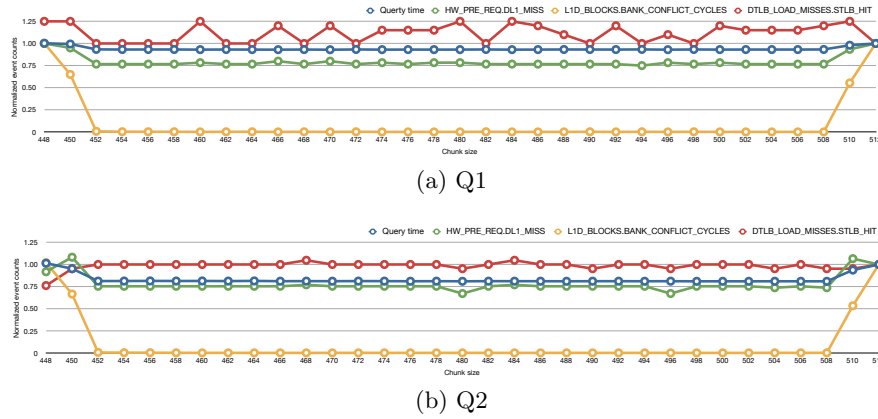 Querty time HW_PRE_REQ.DL1_MISS L1D_BLOCKS.BANK_CONFLICT_CYCLES DTLB_LOAD_MISSES.STLB_HIT
Normalized event counts
1.25
1.00
0.75
0.50
0.25
0
448 450 452 454 456 458 460 462 464 466 468 470 472 474 476 478 480 482 484 486 488 490 492 494 496 498 500 502 504 506 508 510 512
Chunk size
(a) Q1
Query time HW_PRE_REQ.DL1_MISS L1D_BLOCKS.BANK_CONFLICT_CYCLES DTLB_LOAD_MISSES.STLB_HIT
Normalized event counts
1.25
1.00
0.75
0.50
0.25
0
448 450 452 454 456 458 460 462 464 466 468 470 472 474 476 478 480 482 484 486 488 490 492 494 496 498 500 502 504 506 508 510 51
Chunk size
(b) Q2